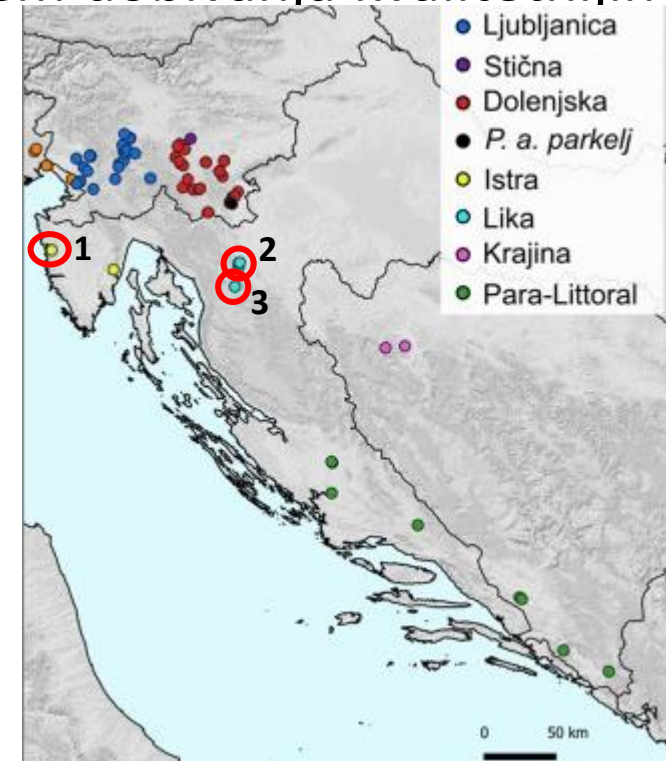 Ljubljanica
Stična
Dolenjska
P. a. parkelj
Istra
Lika
Krajina
Para-Littoral
1
2
3
0 50 km